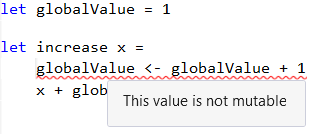 let globalValue = 1
let increase x =
globalValue <- globalValue + 1
x + glob
This value is not mutable